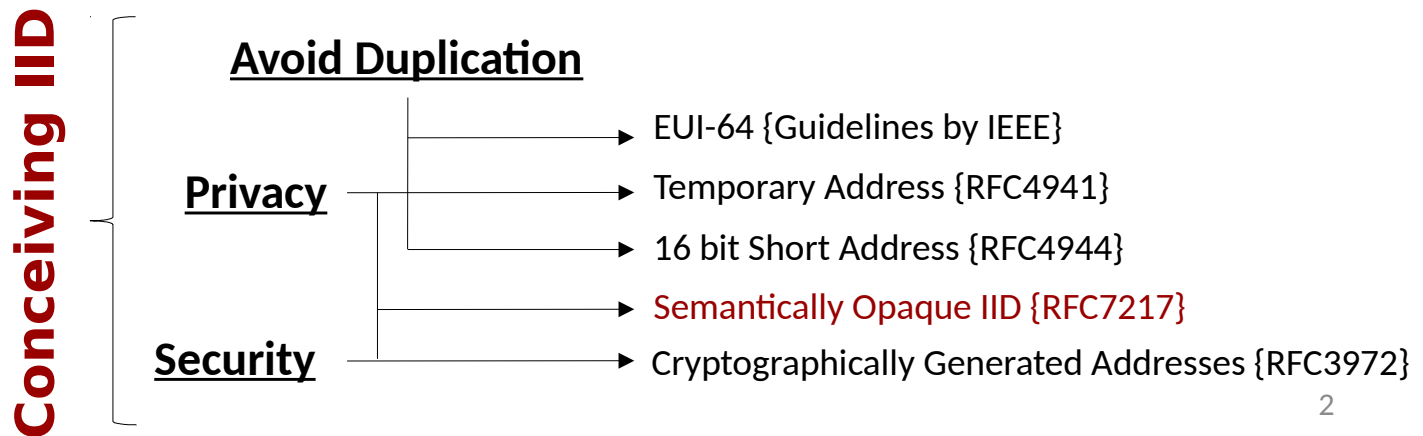 Conceiving IID
Avoid Duplication
EUI-64 {Guidelines by IEEE}
Privacy
Temporary Address {RFC4941}
16 bit Short Address {RFC4944}
Semantically Opaque IID {RFC7217}
Security
Cryptographically Generated Addresses {RFC3972}
2